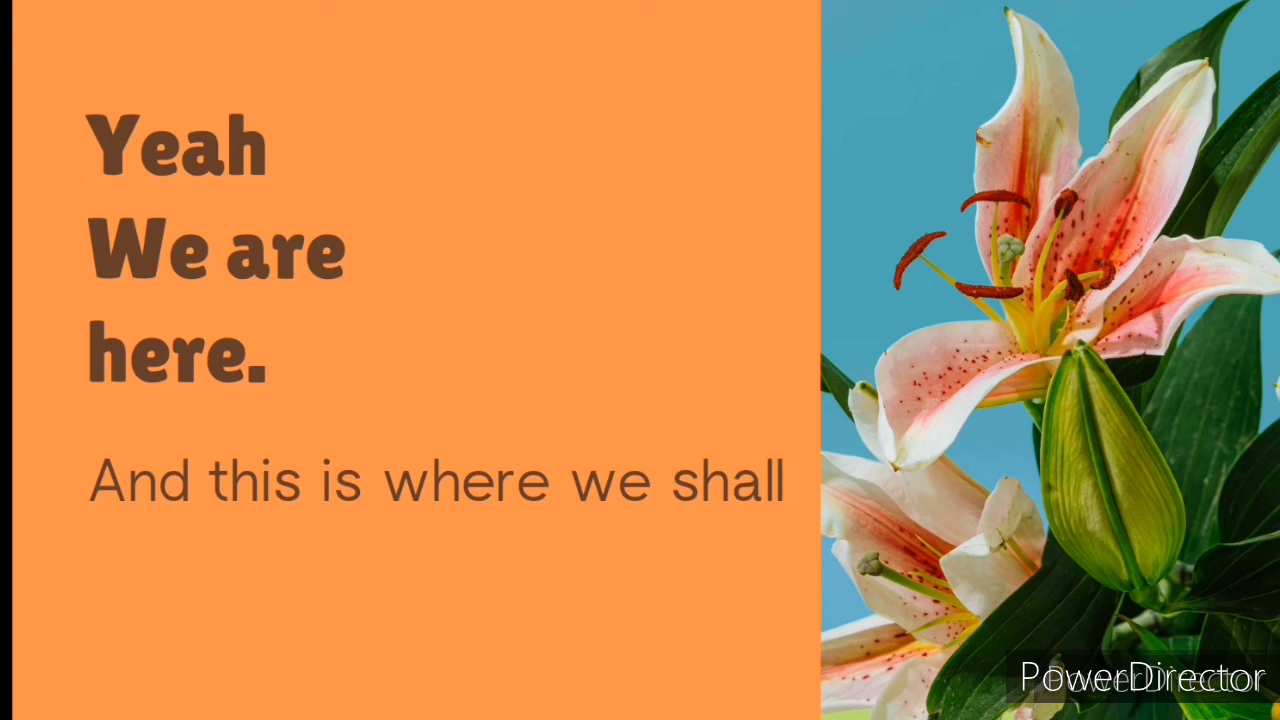 Yeah
We are
here.
And this is where we shall
PowerDirector